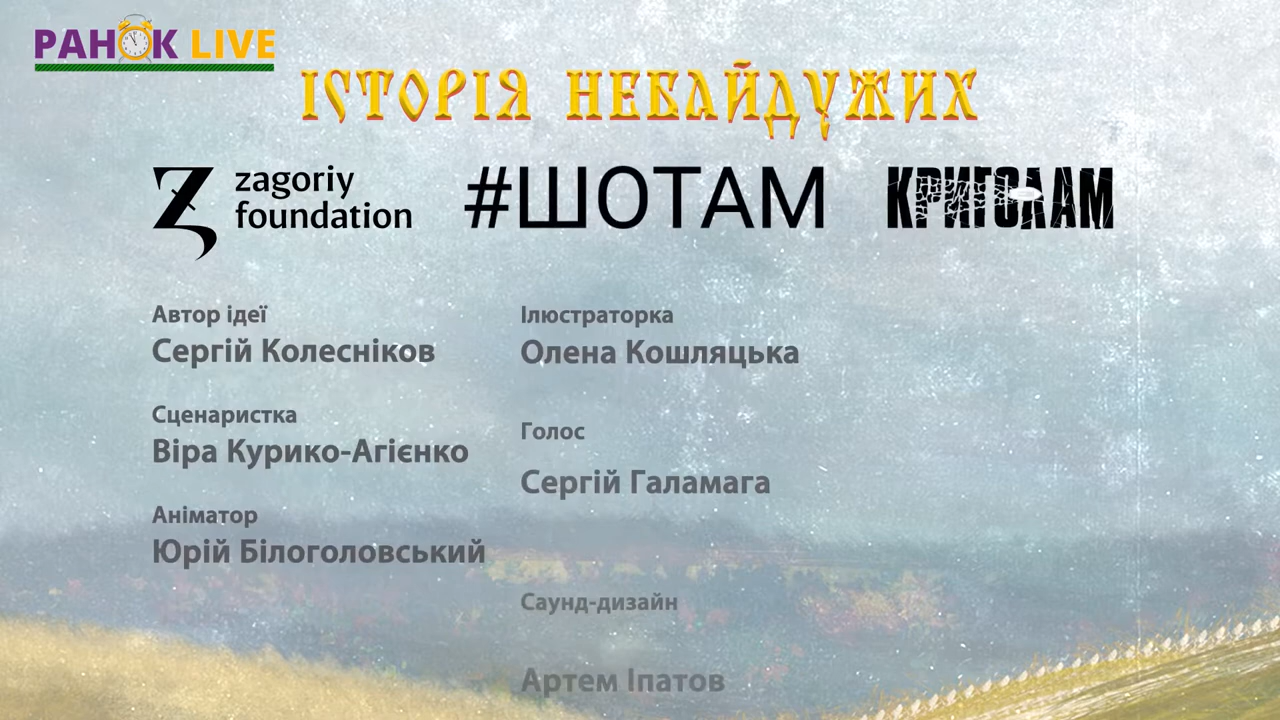 РАНОК LIVE
ІСТОРІЯ НЕБАЙДУЖИХ
zagoriy
foundation
#ШОТАМ
КРИГОЛАМ
Автор ідеї
Сергій Колесніков
Сценаристка
Віра Курико-Агієнко
Аніматор
Юрій Білоголовський
Ілюстраторка
Олена Кошляцька
Голос
Сергій Галамага
Саунд-дизайн
Артем Іпатов